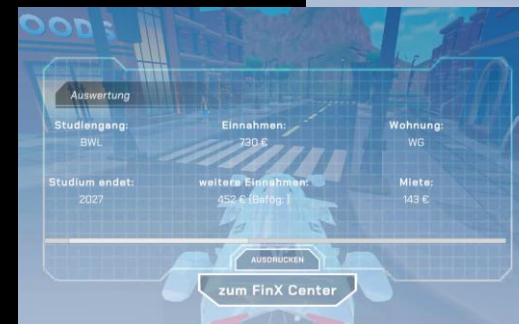 OODS
Auswertung
Studiengang: Einnahmen: Wohnung:
BWL 730 € WG
Studium endet: weitere Einnahmen: Miete:
2027 452 € (Bafög: ) 143 €
AUSDRUCKEN
zum FinX Center